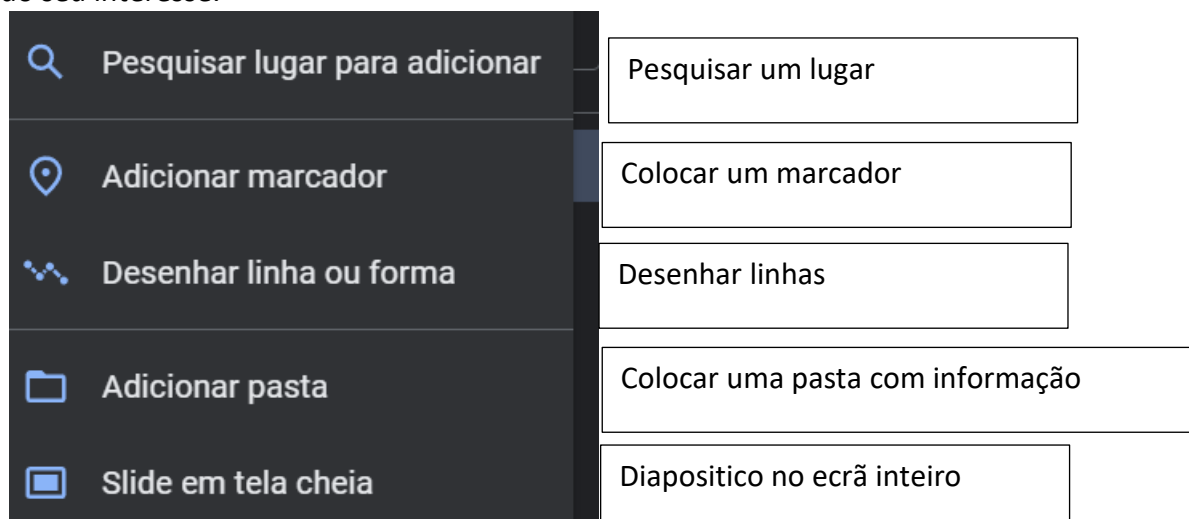 do seu interesse.
Pesquisar lugar para adicionar
Pesquisar um lugar
Adicionar marcador
Colocar um marcador
Desenhar linha ou forma
Desenhar linhas
Adicionar pasta
Colocar uma pasta com informação
Slide em tela cheia
Diapositico no ecrã inteiro